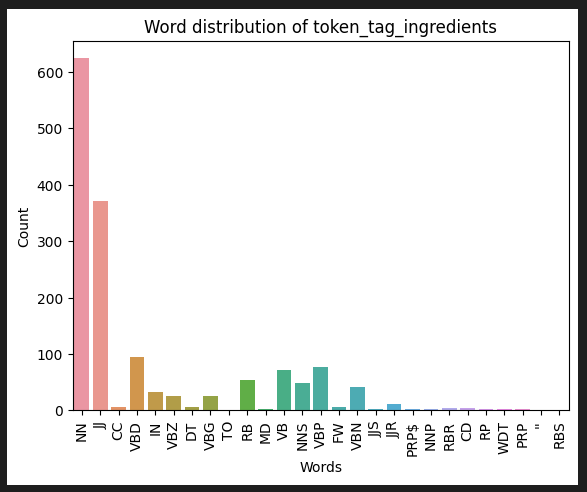 Word distribution of token_tag_ingredients
600
500
400
300
200
100
0
Count
NN JJ CC VBD IN VBZ DT VBG TO RB MD VB NNS VBP FW VBN JJS JJR PRP$ NNP RBR CD RP WDT PRP '' RBS
Words